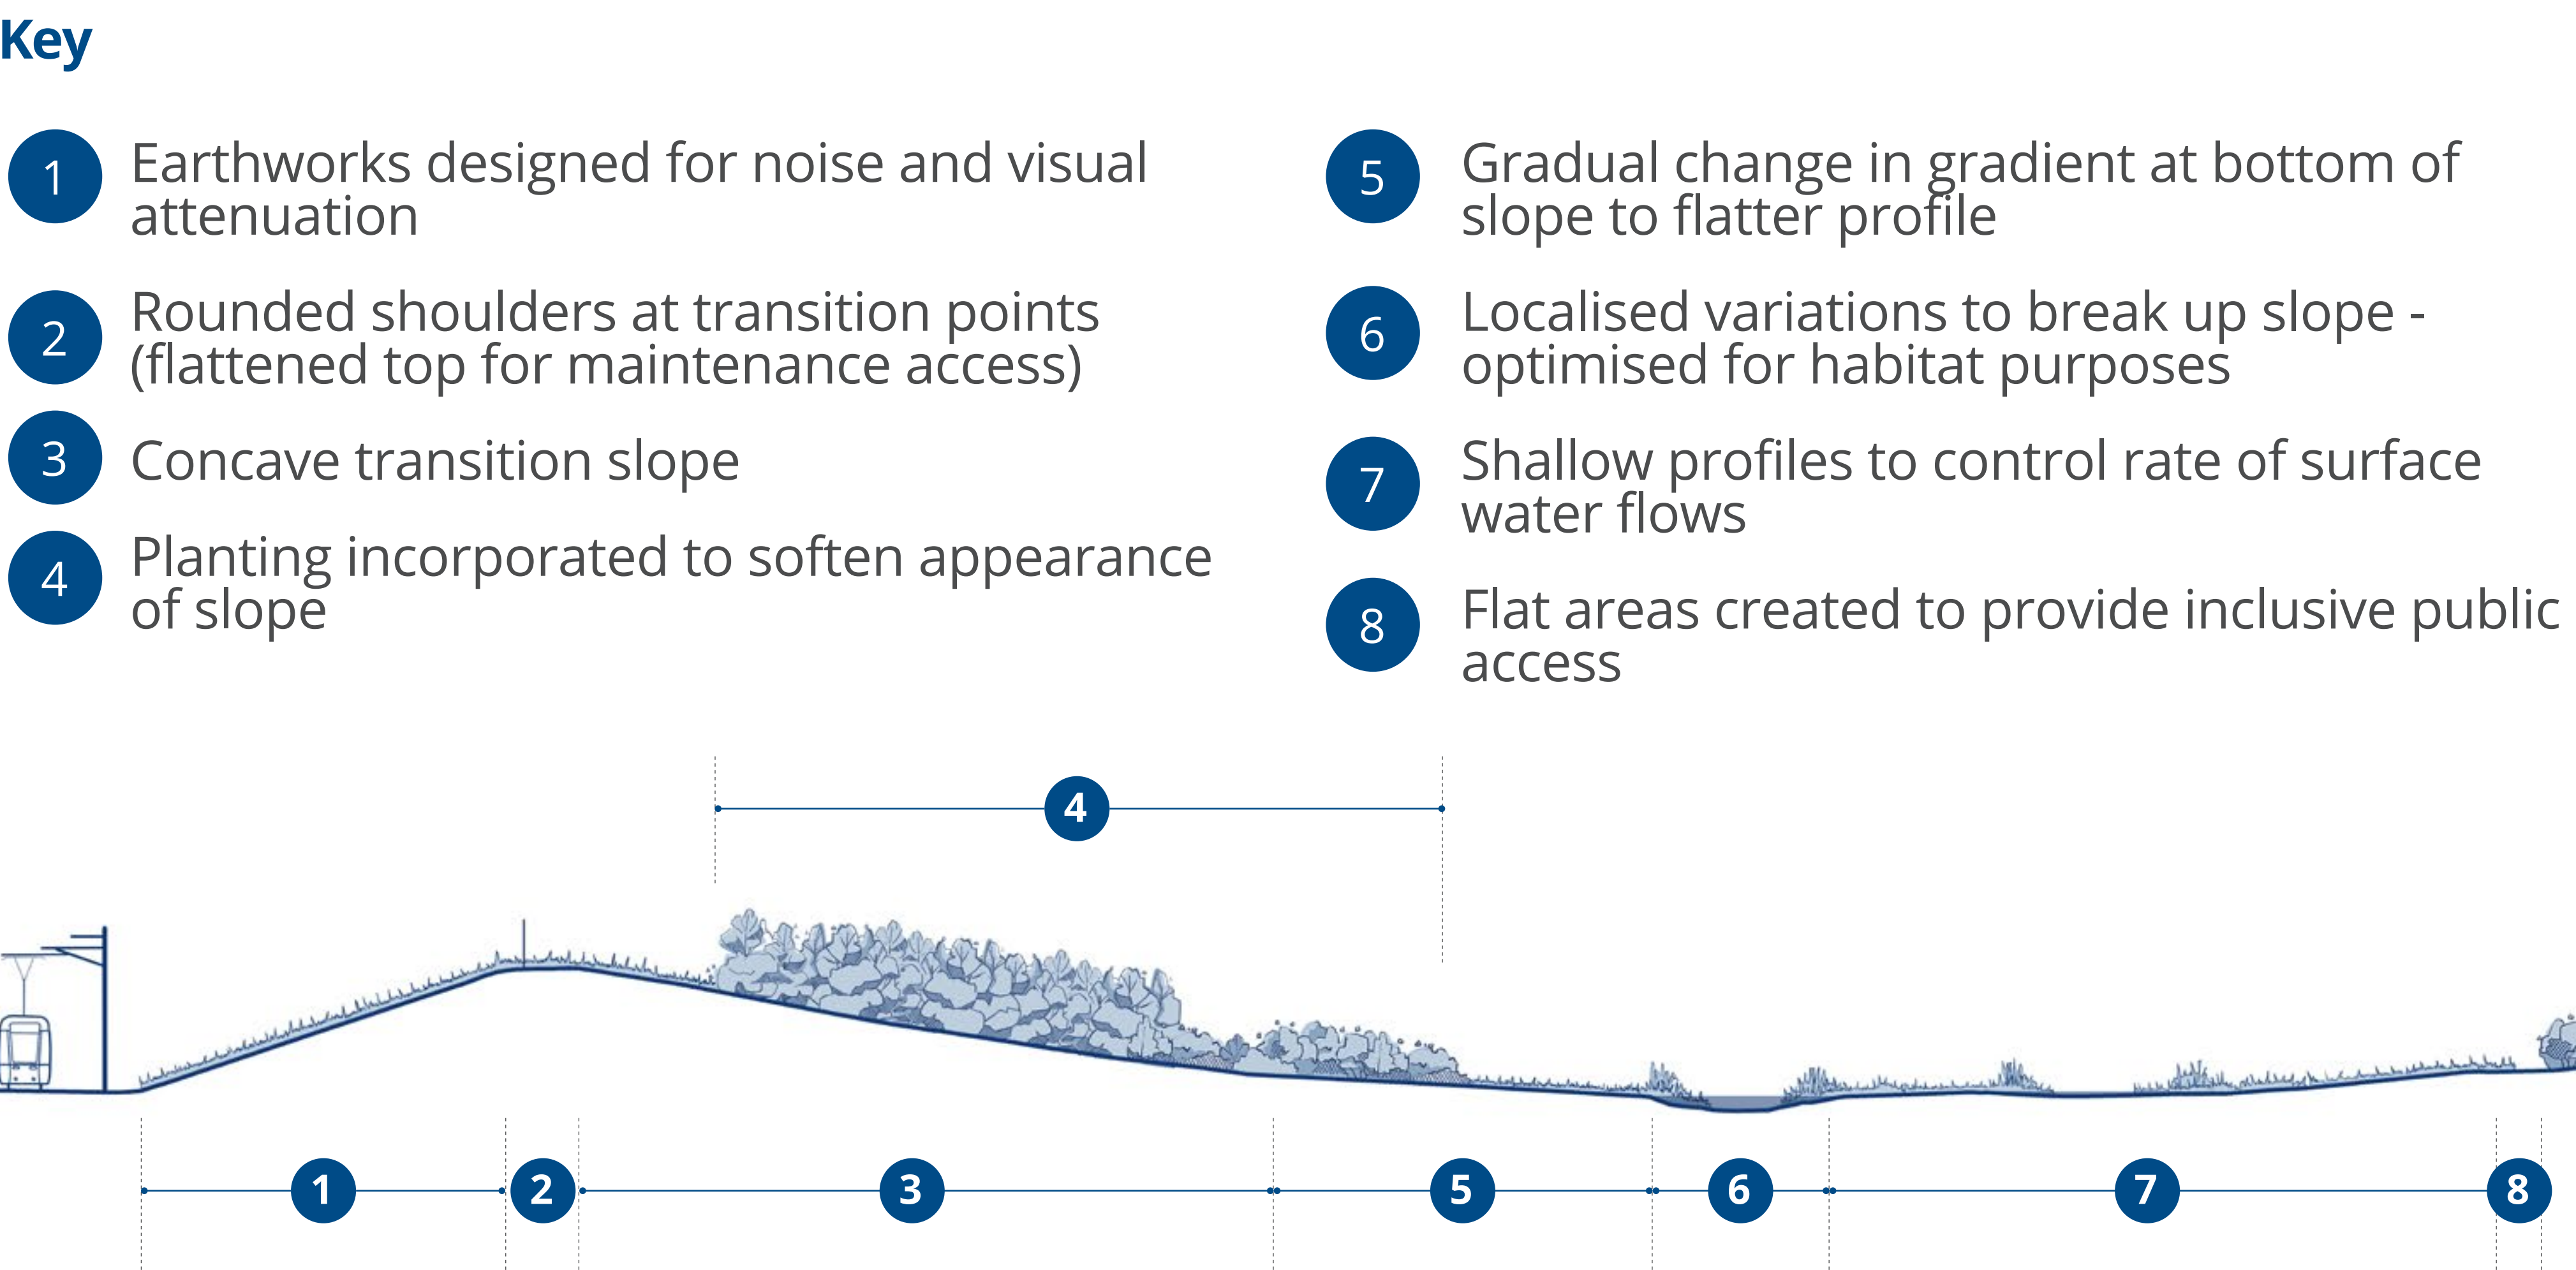 Key
1 Earthworks designed for noise and visual
attenuation
2 Rounded shoulders at transition points
(flattened top for maintenance access)
3 Concave transition slope
4 Planting incorporated to soften appearance
of slope
5 Gradual change in gradient at bottom of
slope to flatter profile
6 Localised variations to break up slope -
optimised for habitat purposes
7 Shallow profiles to control rate of surface
water flows
8 Flat areas created to provide inclusive public
access
4
1 2 3 5 6 7 8